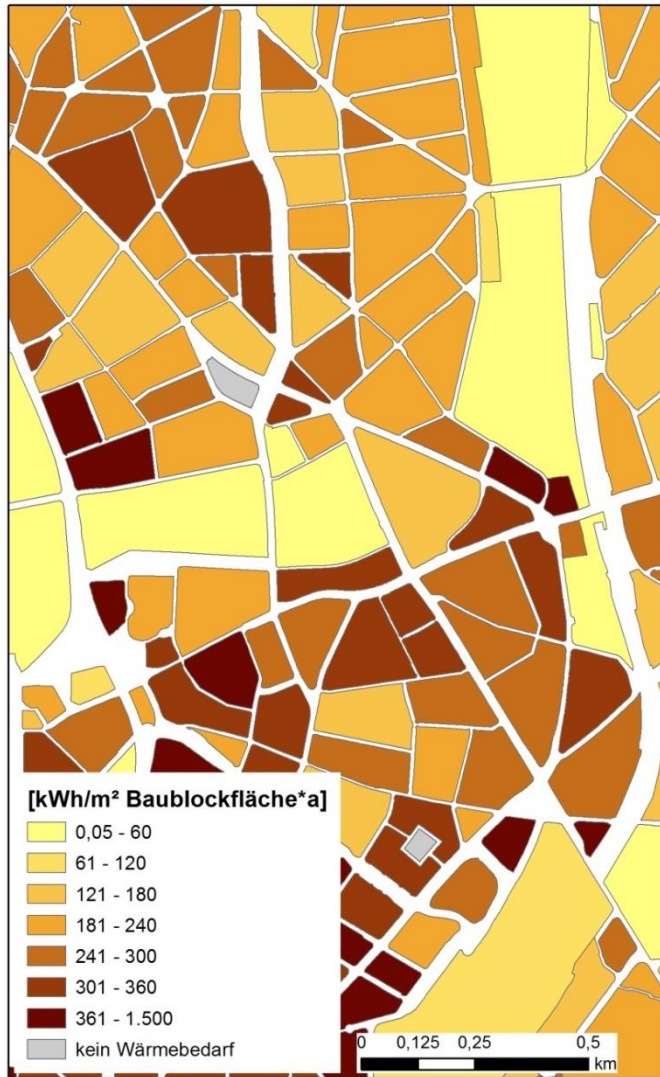 [kWh/m² Baublockfläche*a]
0,05 - 60
61 - 120
121 - 180
181 - 240
241 - 300
301 - 360
361 - 1.500
kein Wärmebedarf
0 0,125 0,25 0,5
km